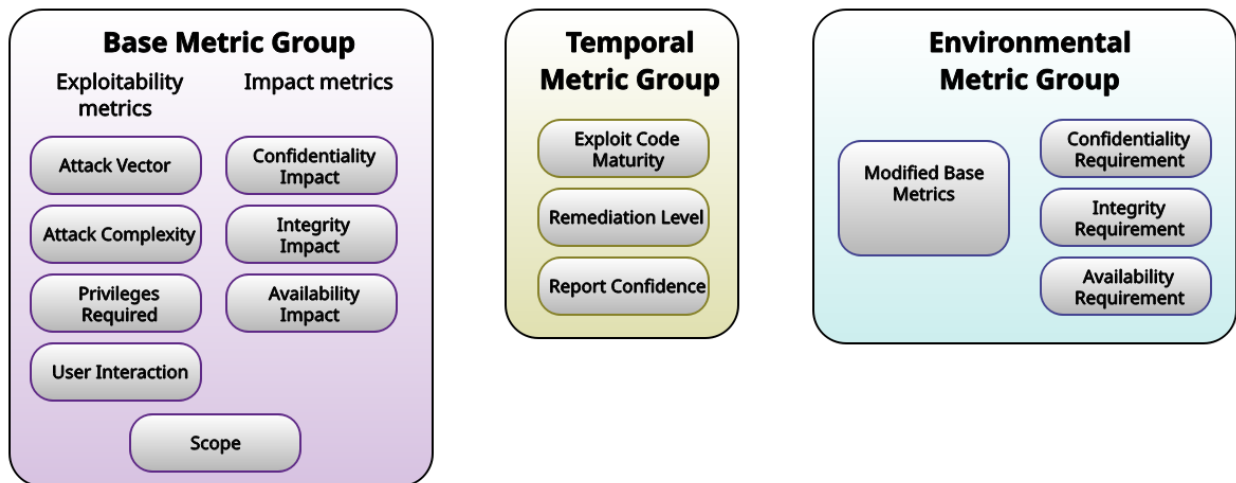 Base Metric Group
Exploitability
metrics
Impact metrics
Attack Vector
Attack Complexity
Privileges
Required
User Interaction
Confidentiality
Impact
Integrity
Impact
Availability
Impact
Scope
Temporal
Metric Group
Exploit Code
Maturity
Remediation Level
Report Confidence
Environmental
Metric Group
Modified Base
Metrics
Confidentiality
Requirement
Integrity
Requirement
Availability
Requirement